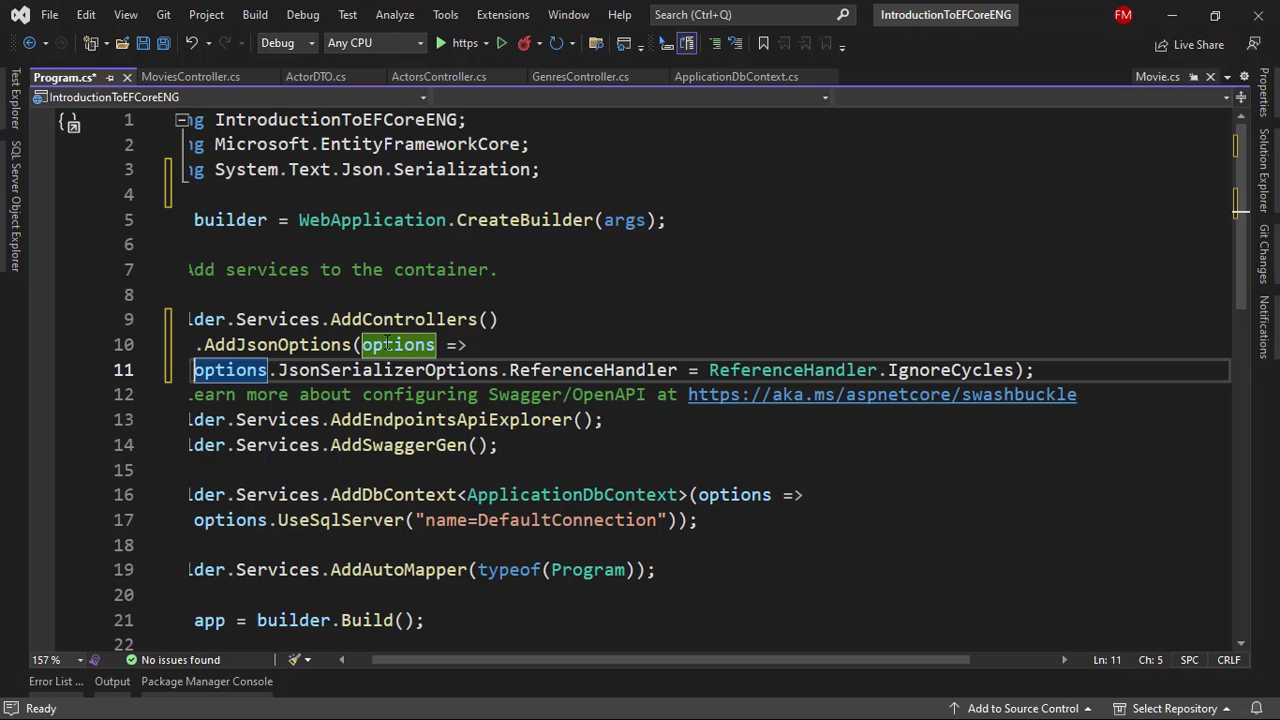 File Edit View Git Project Build Debug Test Analyze Tools Extensions Window Help Search (Ctrl+Q) IntroductionToEFCoreENG FM
Debug Any CPU https Live Share
Program.cs* MoviesController.cs ActorDTO.cs ActorsController.cs GenresController.cs ApplicationDbContext.cs Movie.cs
IntroductionToEFCoreENG
Test Explorer
SQL Server Object Explorer
Properties
Solution Explorer
Git Changes
Notifications
1 ng IntroductionToEFCoreENG;
2 ng Microsoft.EntityFrameworkCore;
3 ng System.Text.Json.Serialization;
4
5 builder = WebApplication.CreateBuilder(args);
6
7 Add services to the container.
8
9 lder.Services.AddControllers()
10 .AddJsonOptions(options =>
11 options.JsonSerializerOptions.ReferenceHandler = ReferenceHandler.IgnoreCycles);
12 Learn more about configuring Swagger/OpenAPI at https://aka.ms/aspnetcore/swashbuckle
13 lder.Services.AddEndpointsApiExplorer();
14 lder.Services.AddSwaggerGen();
15
16 lder.Services.AddDbContext<ApplicationDbContext>(options =>
17 options.UseSqlServer("name=DefaultConnection"));
18
19 lder.Services.AddAutoMapper(typeof(Program));
20
21 app = builder.Build();
22
157 % No issues found Ln: 11 Ch: 5 SPC CRLF
Error List ... Output Package Manager Console
Ready Add to Source Control Select Repository